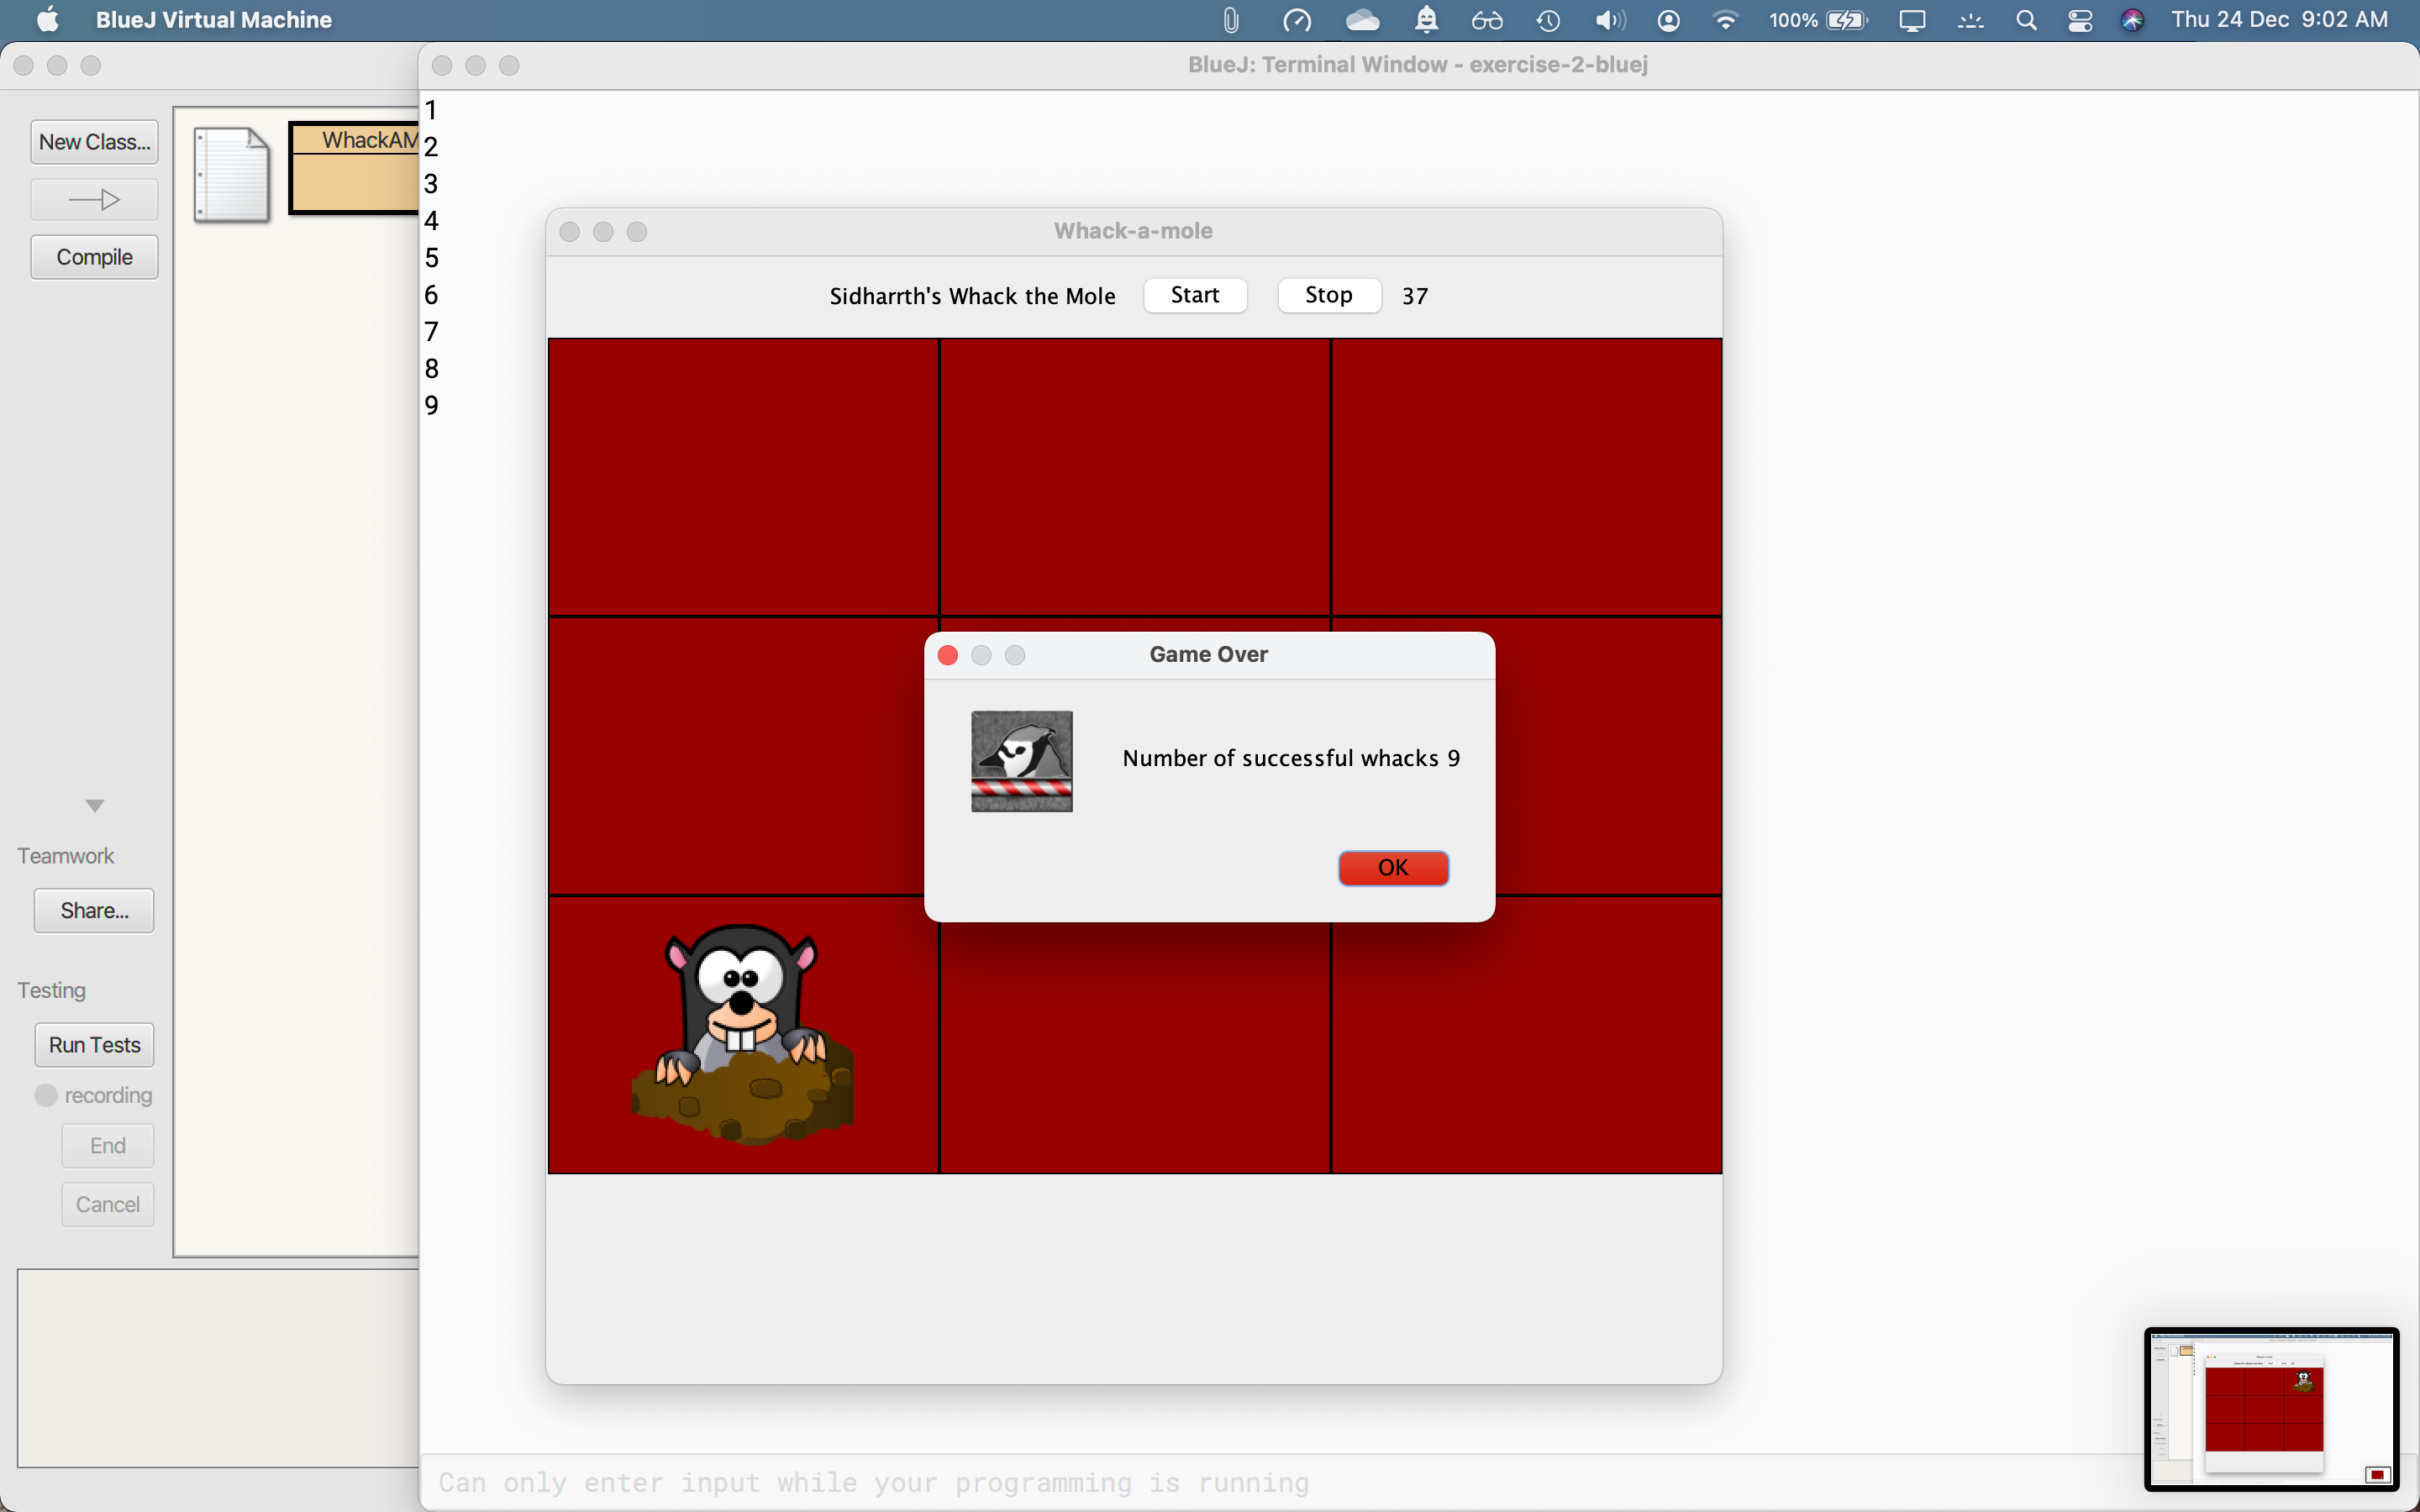 BlueJ Virtual Machine
100%
Thu 24 Dec 9:02 AM
BlueJ: Terminal Window - exercise-2-bluej
New Class...
Compile
WhackAM
1
2
3
4
5
6
7
8
9
Whack-a-mole
Sidharrth's Whack the Mole Start Stop 37
Game Over
Number of successful whacks 9
OK
Teamwork
Share...
Testing
Run Tests
recording
End
Cancel
Can only enter input while your programming is running